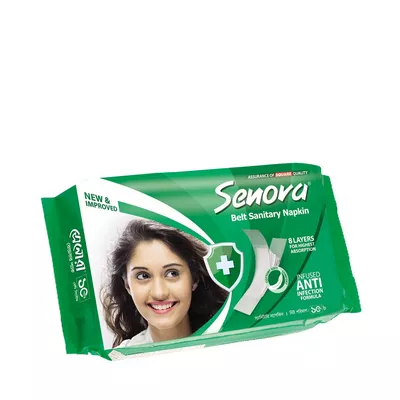 ASSURANCE OF SQUARE QUALITY
Senora
Belt Sanitary Napkin
NEW &
IMPROVED
8 LAYERS
FOR HIGHEST
ABSORPTION
INFUSED
ANTI
INFECTION
FORMULA
সেনোরা